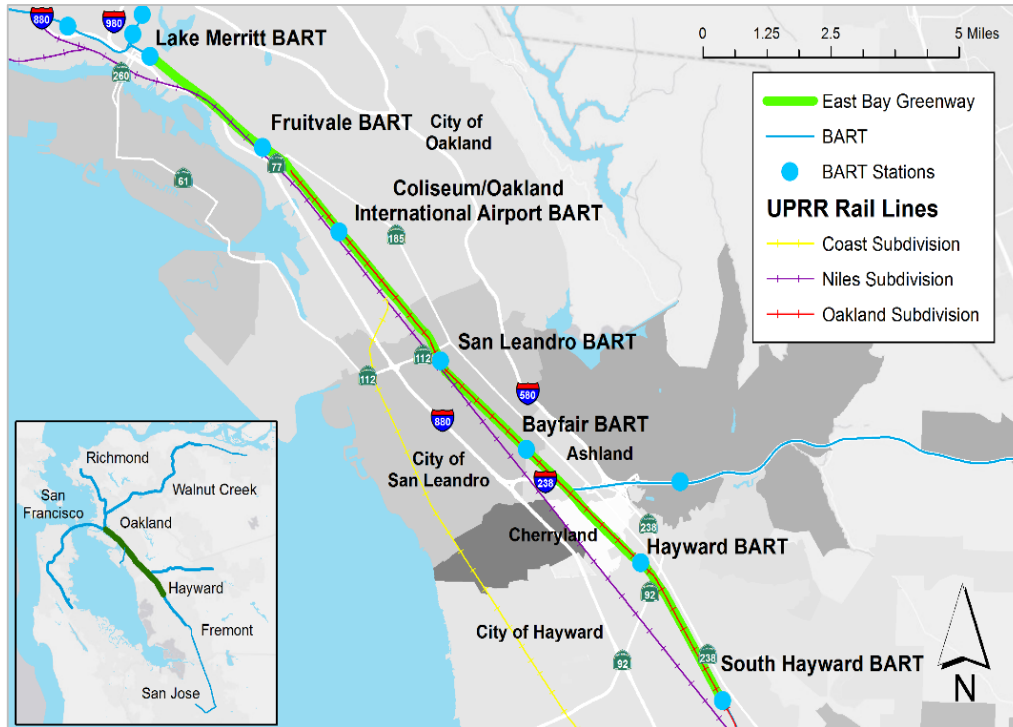 880
980
Lake Merritt BART
260
Fruitvale BART
77
61
City of
Oakland
Coliseum/Oakland
International Airport BART
185
San Leandro BART
112
112
580
880
Bayfair BART
Ashland
City of
San Leandro
238
Cherryland
238
Hayward BART
92
City of Hayward
92
238
South Hayward BART
0 1.25 2.5 5 Miles
East Bay Greenway
BART
BART Stations
UPRR Rail Lines
Coast Subdivision
Niles Subdivision
Oakland Subdivision
N
Richmond
Walnut Creek
San
Francisco
Oakland
Hayward
Fremont
San Jose